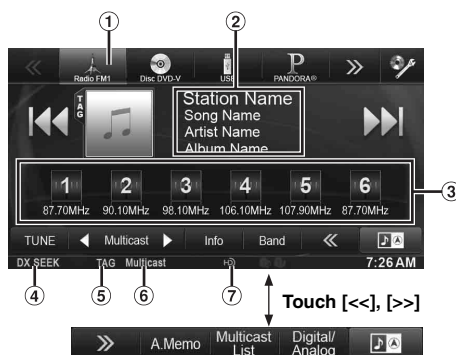 ① ②
Radio FM1 Disc DVD-V USB PANDORA®
TAG
Station Name
Song Name
Artist Name
Album Name
1 2 3 4 5 6
87.70MHz 90.10MHz 98.10MHz 106.10MHz 107.90MHz 87.70MHz
③
TUNE Multicast Info Band
DX SEEK TAG Multicast 7:26 AM
④ ⑤ ⑥ ⑦
Touch [<<], [>>]
A.Memo Multicast List Digital/Analog